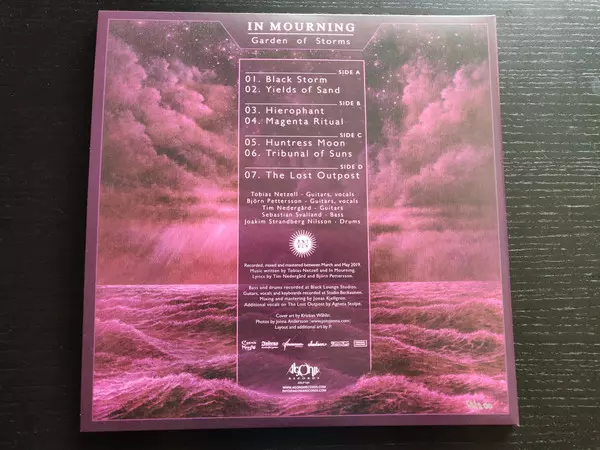 IN MOURNING
Garden of Storms
SIDE A
01. Black Storm
02. Yields of Sand
SIDE B
03. Hierophant
04. Magenta Ritual
SIDE C
05. Huntress Moon
06. Tribunal of Suns
SIDE D
07. The Lost Outpost
Tobias Netzell - Guitars, vocals
Björn Pettersson - Guitars, vocals
Tim Nedergård - Guitars
Sebastian Svalland - Bass
Joakim Strandberg Nilsson - Drums
IN
Recorded, mixed and mastered between March and May 2019.
Music written by Tobias Netzell and In Mourning.
Lyrics by Tim Nedergård and Björn Pettersson.
Bass and drums recorded at Black Lounge Studios.
Guitars, vocals and keyboards recorded at Studio
Mixing and mastering by Jonas Kjellgren.
Additional vocals on The Lost Outpost by Agneta
Cover art by Kristian Wåhlin.
Photos by Jonna Andersson
Layout and additional art by
Agonia
RECORDS